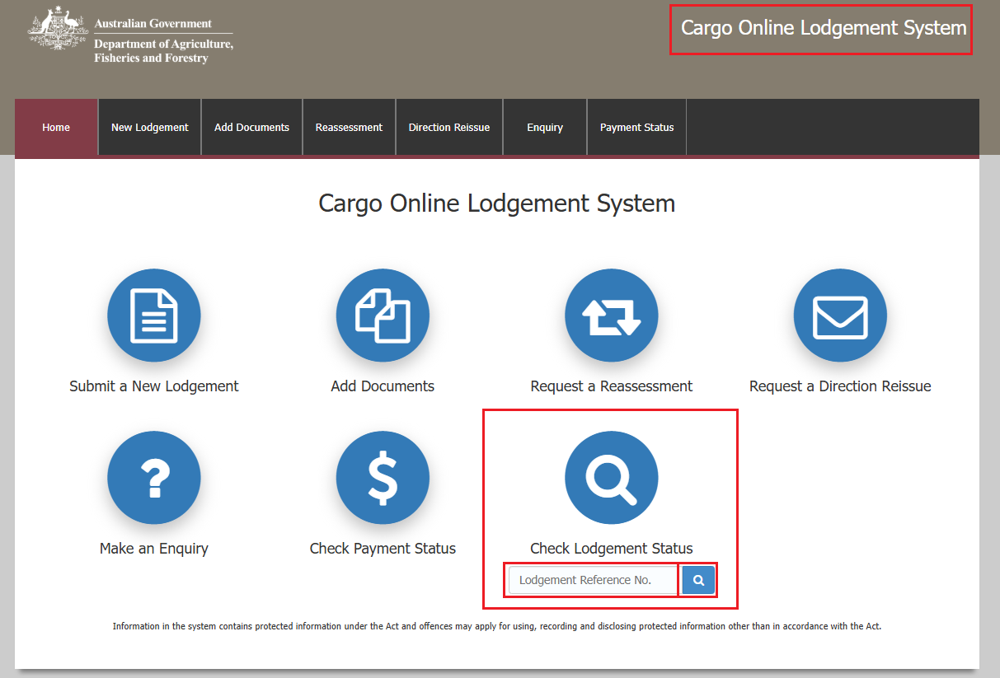 Australian Government
Department of Agriculture,
Fisheries and Forestry
Cargo Online Lodgement System
Home
New Lodgement
Add Documents
Reassessment
Direction Reissue
Enquiry
Payment Status
Cargo Online Lodgement System
Submit a New Lodgement
Add Documents
Request a Reassessment
Request a Direction Reissue
Make an Enquiry
Check Payment Status
Check Lodgement Status
Lodgement Reference No.
Information in the system contains protected information under the Act and offences may apply for using, recording and disclosing protected information other than in accordance with the Act.